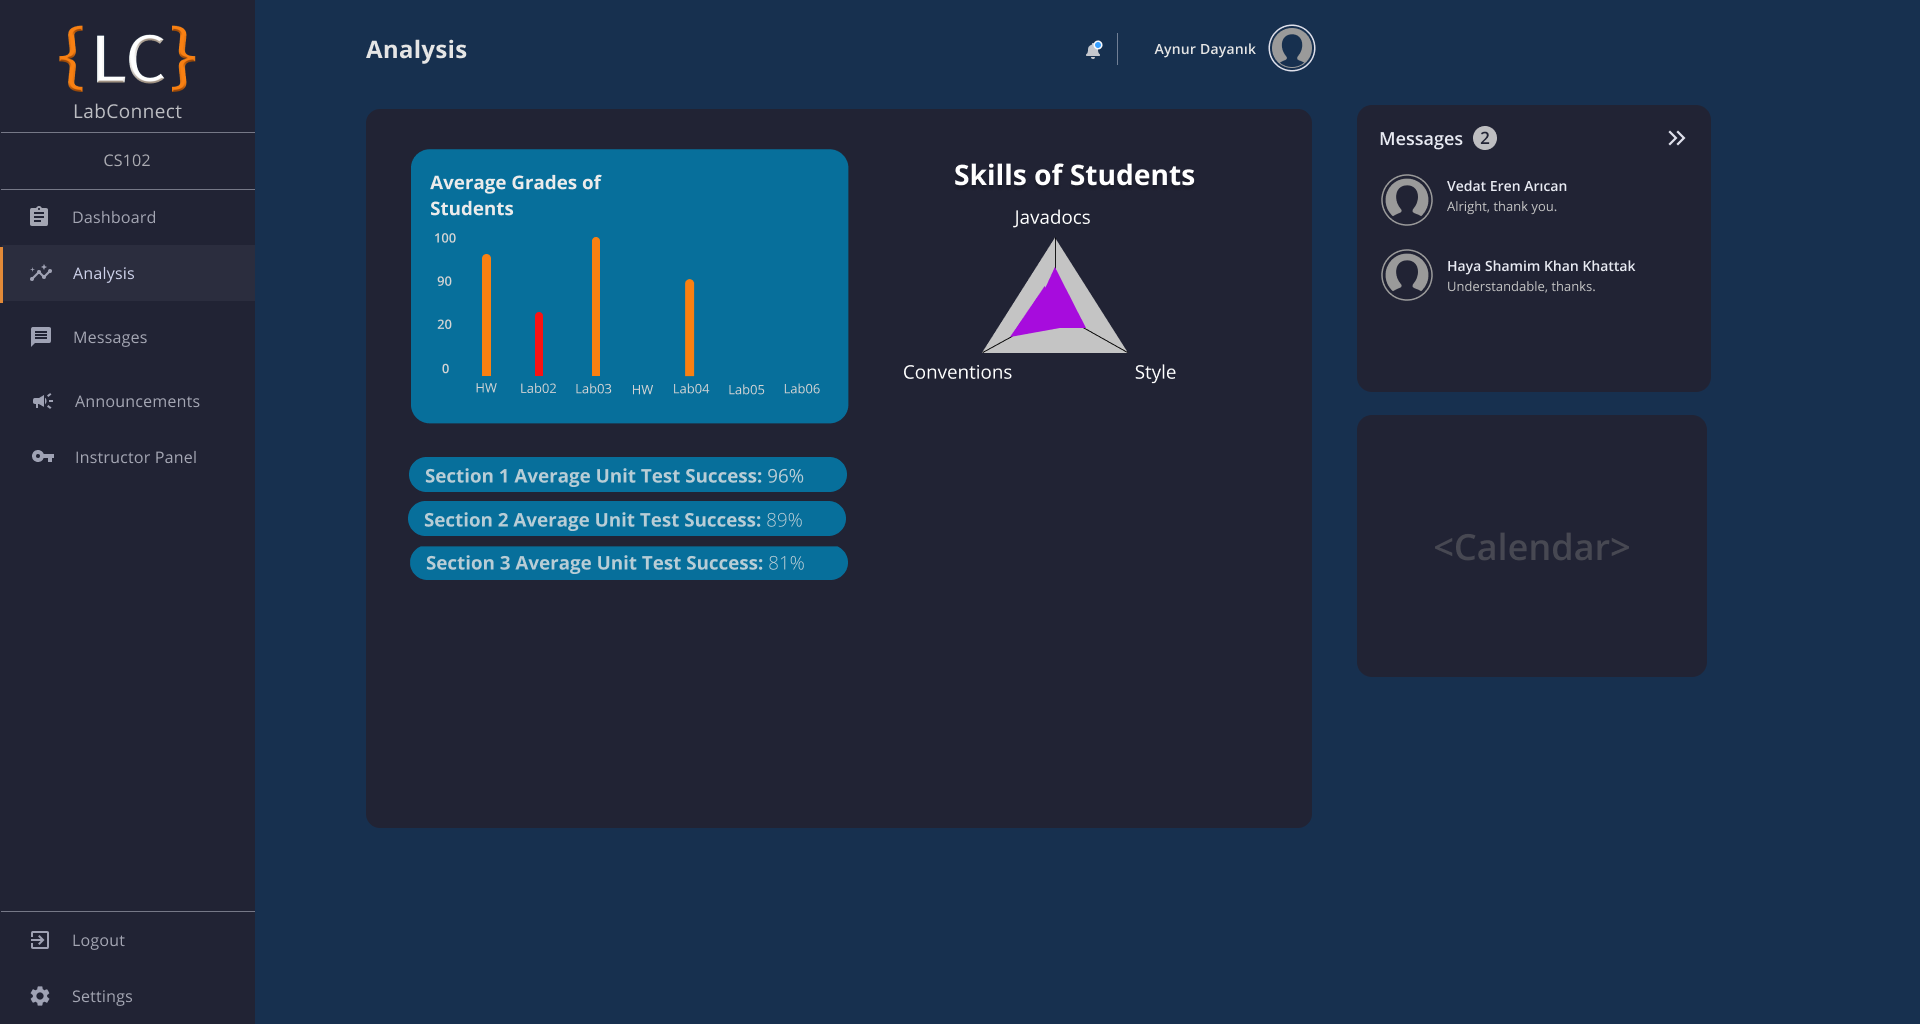 {LC}
LabConnect
CS102
Dashboard
Analysis
Messages
Announcements
Instructor Panel
Logout
Settings
Analysis
Aynur Dayanık
Average Grades of
Students
100
90
20
0
HW Lab02 Lab03 HW Lab04 Lab05 Lab06
Section 1 Average Unit Test Success: 96%
Section 2 Average Unit Test Success: 89%
Section 3 Average Unit Test Success: 81%
Skills of Students
Javadocs
Conventions
Style
Messages 2
Vedat Eren Arıcan
Alright, thank you.
Haya Shamim Khan Khattak
Understandable, thanks.
<Calendar>